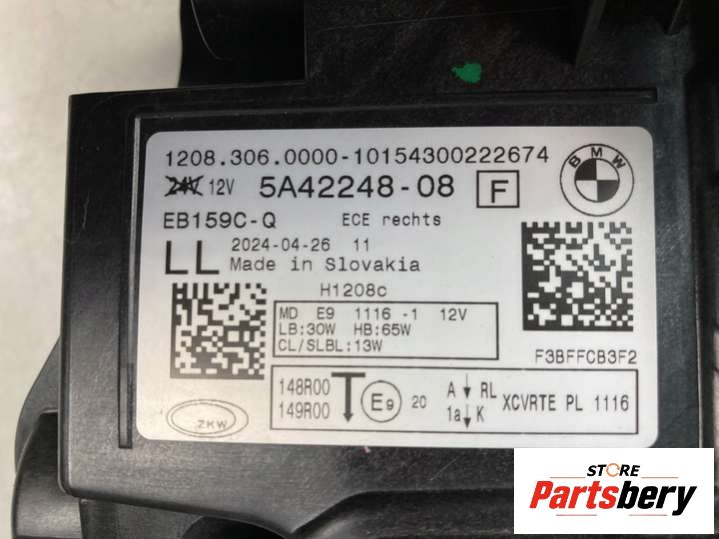 1208.306.0000-10154300222674
24V 12V 5A42248-08 F
BMW
EB159C-Q ECE rechts
LL 2024-04-26 11
Made in Slovakia
H1208c
MD E9 1116 -1 12V
LB:30W HB:65W
CL/SLBL:13W
F3BFFCB3F2
148R00
149R00
E9 20
A RL
1a K
XCVRTE PL 1116
ZKW
STORE
Partsbery